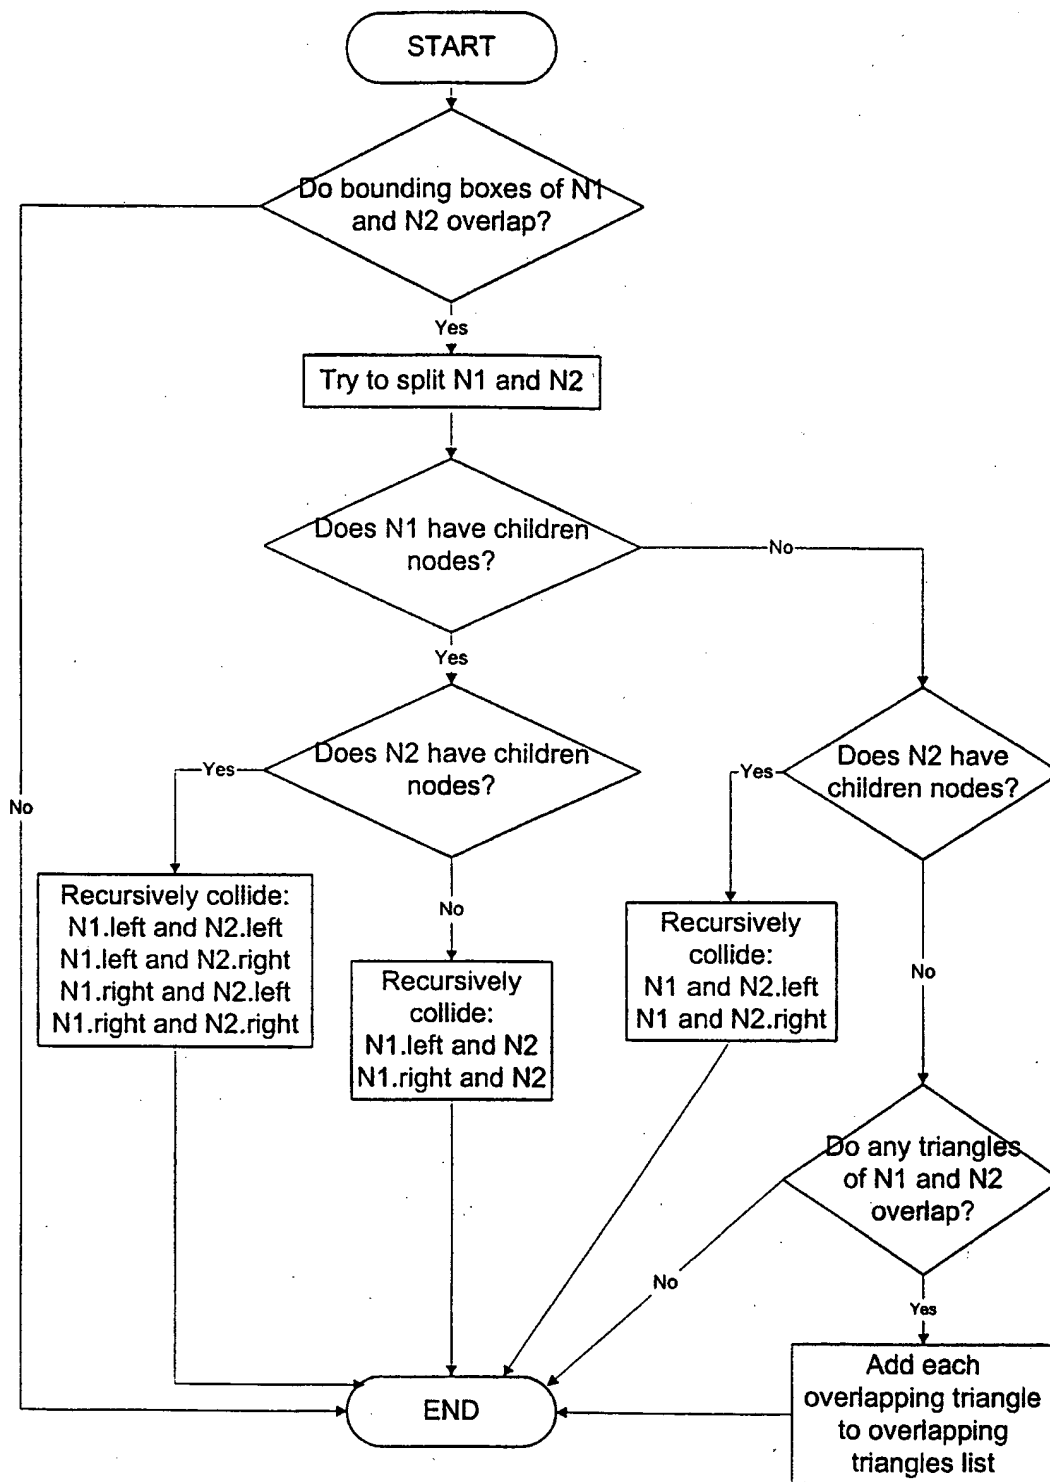 START
Do bounding boxes of N1
and N2 overlap?
Yes
Try to split N1 and N2
Does N1 have children
nodes?
No
Yes
Does N2 have children
nodes?
Yes
Does N2 have
children nodes?
Yes
No
Recursively collide:
N1.left and N2.left
N1.left and N2.right
N1.right and N2.left
N1.right and N2.right
No
Recursively
collide:
N1.left and N2
N1.right and N2
Recursively
collide:
N1 and N2.left
N1 and N2.right
No
Do any triangles
of N1 and N2
overlap?
No
Yes
Add each
overlapping triangle
to overlapping
triangles list
END